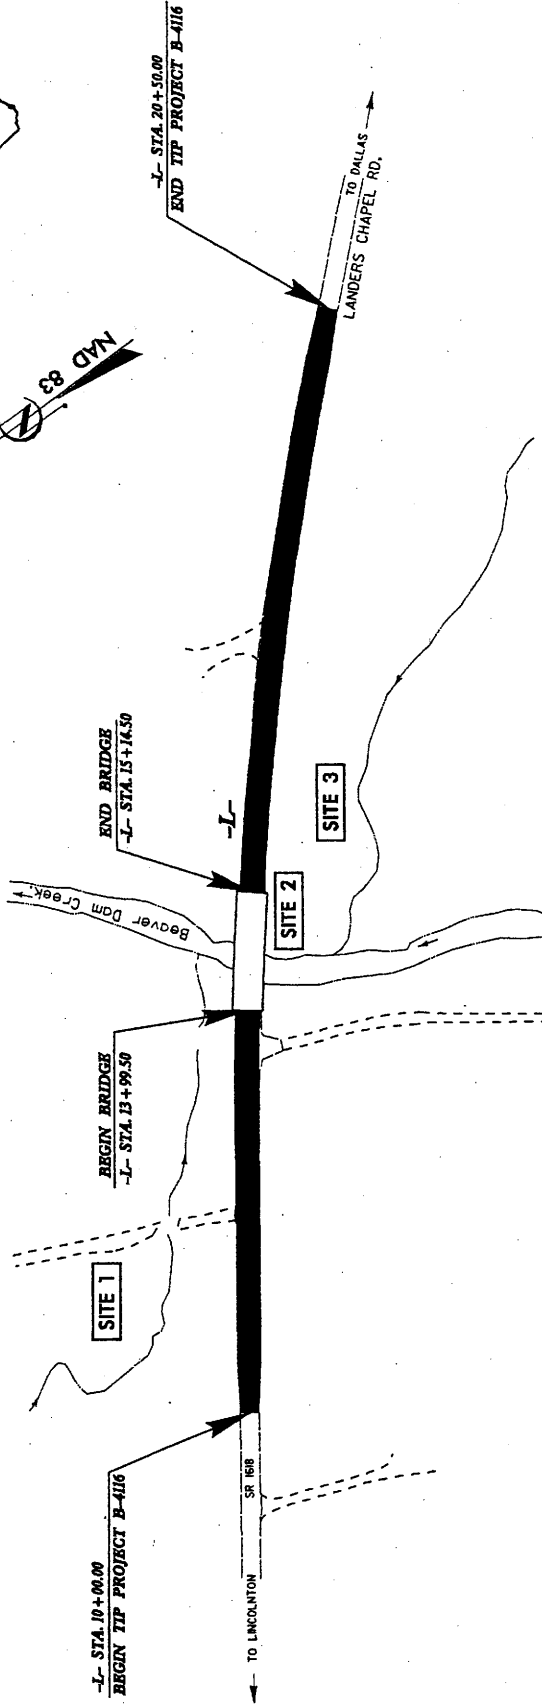 -L- STA. 10+00.00
BEGIN TIP PROJECT B-4116
BEGIN BRIDGE
-L- STA. 13+99.50
END BRIDGE
-L- STA. 15+14.50
-L- STA. 20+50.00
END TIP PROJECT B-4116
NAD 83
SITE 1
Beaver Dam Creek
-L-
TO LINCOLNTON
SR 1618
SITE 2
SITE 3
TO DALLAS
LANDERS CHAPEL RD.